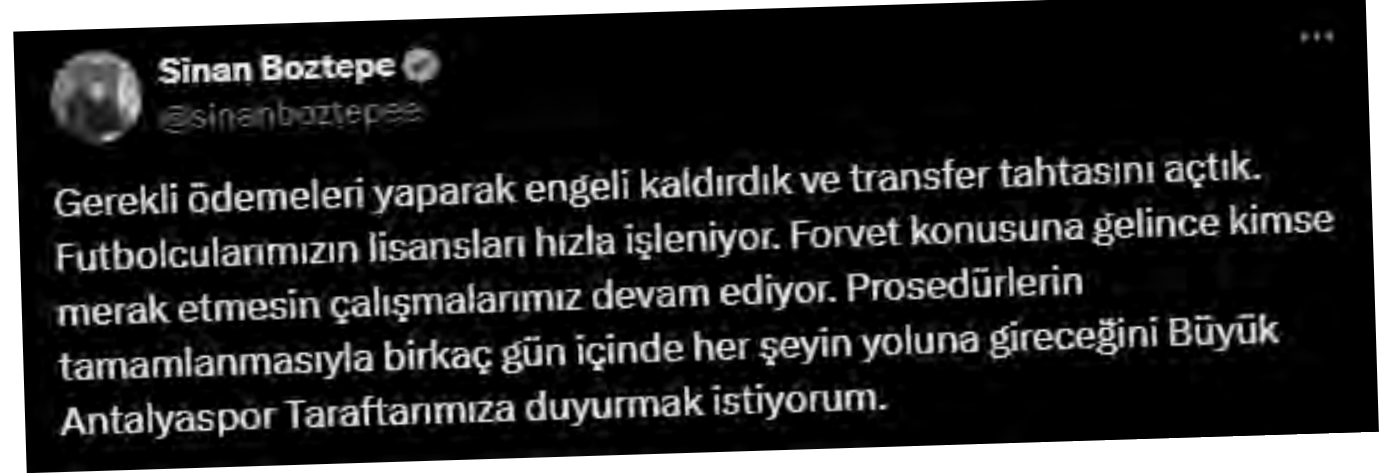 Sinan Boztepe
@sinanboztepee
Gerekli ödemeleri yaparak engeli kaldırdık ve transfer tahtasını açtık.
Futbolcularımızın lisansları hızla işleniyor. Forvet konusuna gelince kimse
merak etmesin çalışmalarımız devam ediyor. Prosedürlerin
tamamlanmasıyla birkaç gün içinde her şeyin yoluna gireceğini Büyük
Antalyaspor Taraftarımıza duyurmak istiyorum.